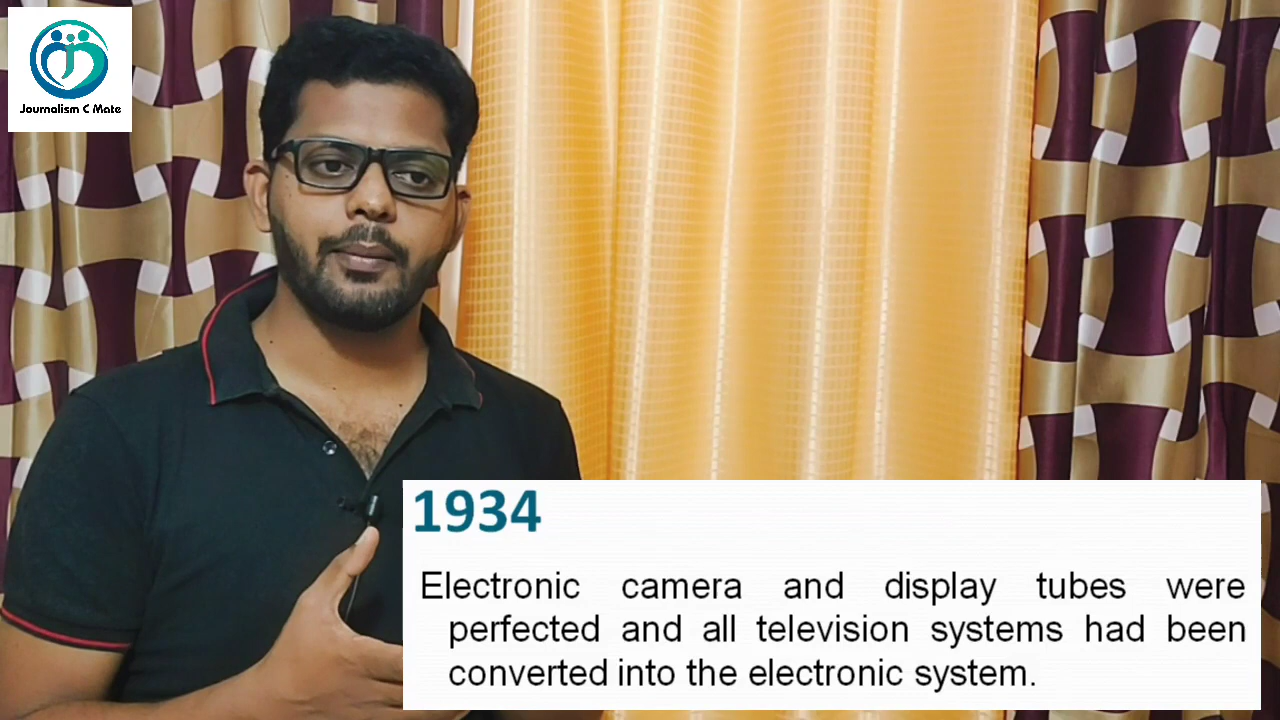 Journalism C Mate
1934
Electronic camera and display tubes were
perfected and all television systems had been
converted into the electronic system.